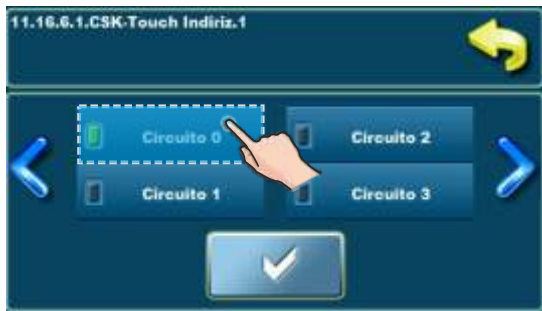 11.16.6.1.CSK-Touch Indiriz.1
Circuito 0
Circuito 2
Circuito 1
Circuito 3